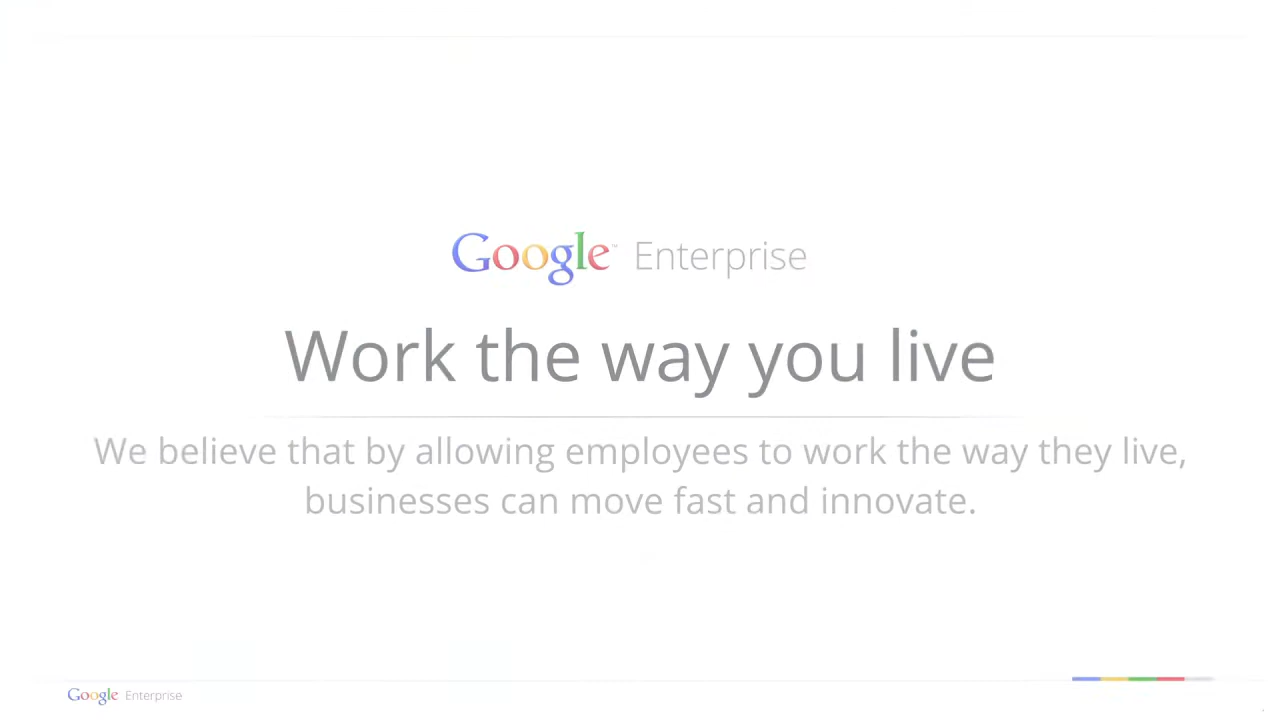 Google™ Enterprise
Work the way you live
We believe that by allowing employees to work the way they live,
businesses can move fast and innovate.
Google Enterprise